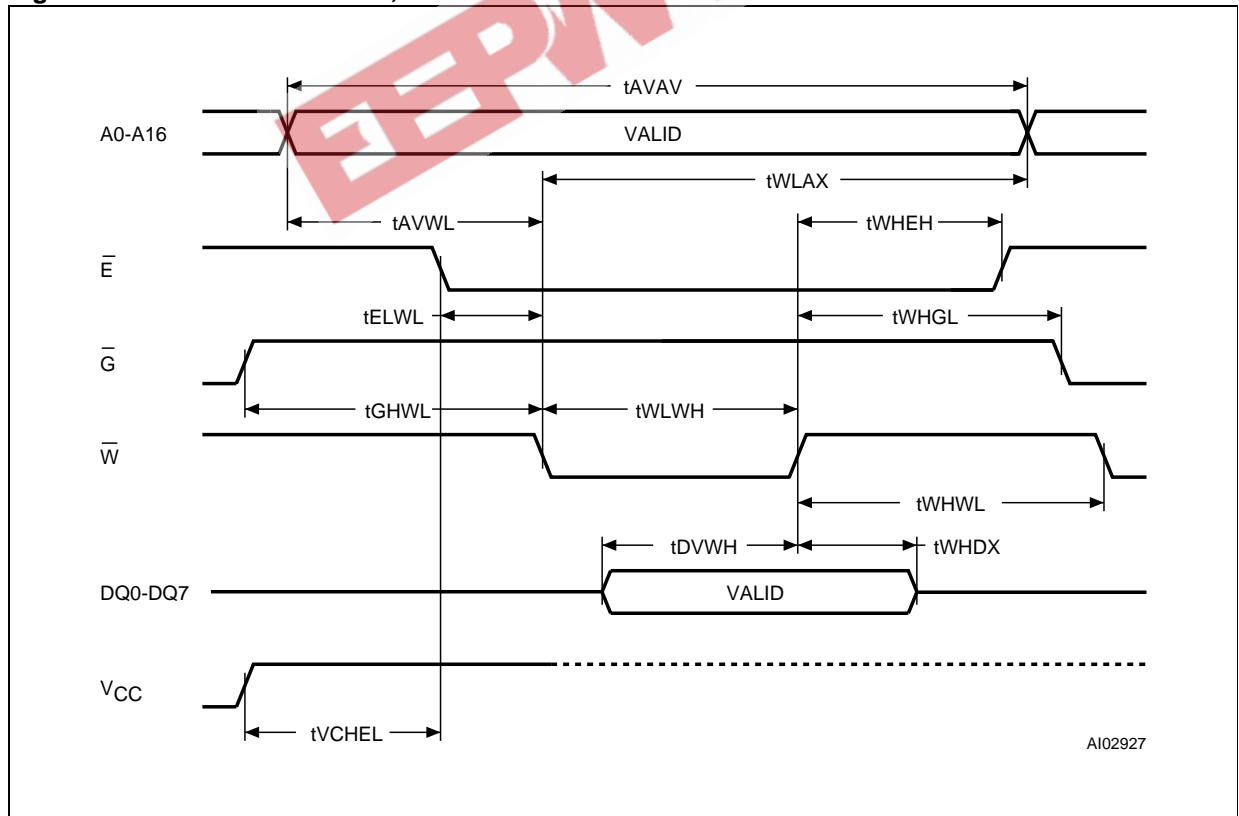 tAVAV
A0-A16
VALID
tWLAX
tAVWL
tWHEH
E
tELWL
tWHGL
G
tGHWL
tWLWH
W
tWHWL
tDVWH
tWHDX
DQ0-DQ7
VALID
VCC
tVCHEL
AI02927